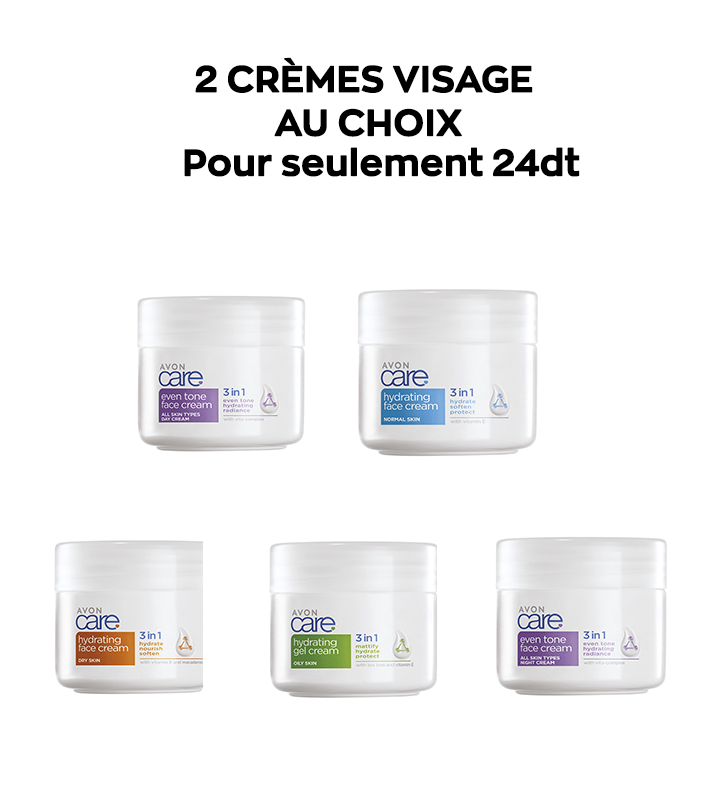 2 CRÈMES VISAGE
AU CHOIX
Pour seulement 24dt
AVON
care
even tone
face cream
ALL SKIN TYPES
DAY CREAM
3 in 1
even tone
hydrating
radiance
AVON
care
hydrating
face cream
NORMAL SKIN
3 in 1
hydrate
soften
protect
with vitamin E
AVON
care
hydrating
face cream
DRY SKIN
3 in 1
hydrate
nourish
soften
AVON
care
hydrating
gel cream
OILY SKIN
3 in 1
mattify
hydrate
protect
AVON
care
even tone
face cream
ALL SKIN TYPES
NIGHT CREAM
3 in 1
even tone
hydrating
radiance